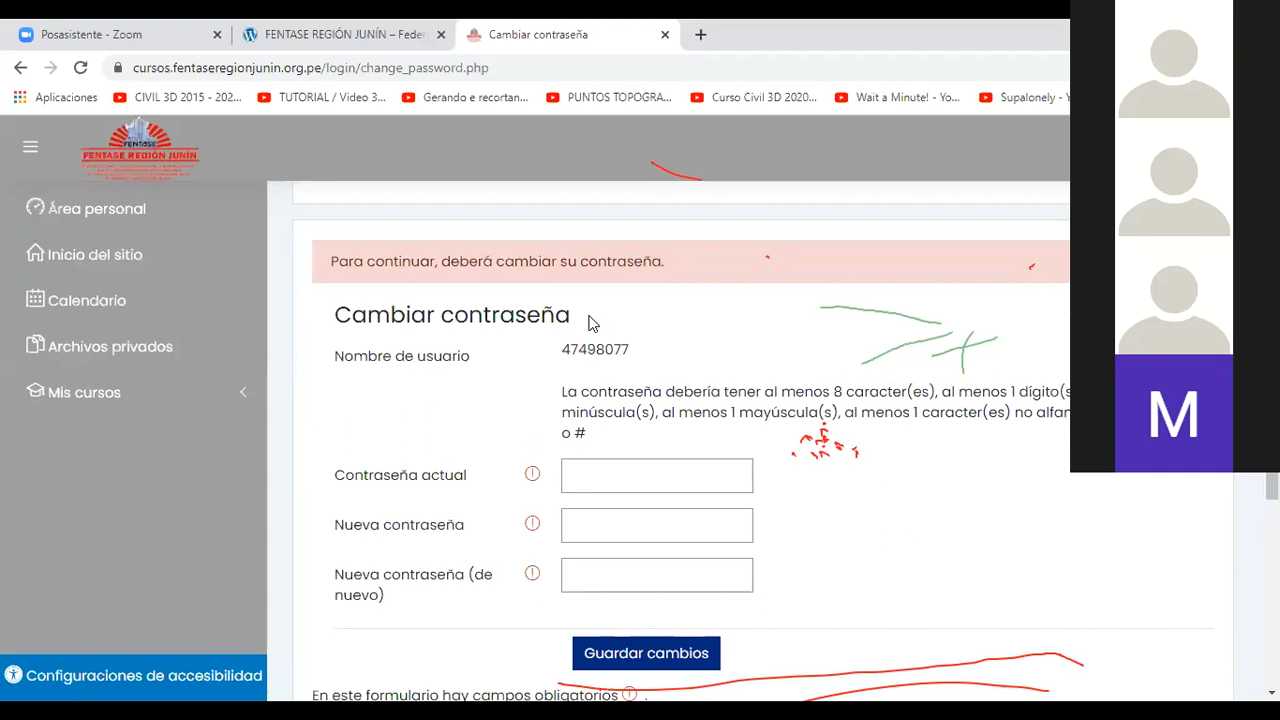 Posasistente - Zoom
FENTASE REGIÓN JUNÍN – Feder
Cambiar contraseña
cursos.fentaseregionjunin.org.pe/login/change_password.php
Aplicaciones
CIVIL 3D 2015 - 202...
TUTORIAL / Video 3...
Gerando e recortan...
PUNTOS TOPOGRA...
Curso Civil 3D 2020...
Wait a Minute! - Yo...
Supalonely - Y
FENTASE
FENTASE REGIÓN JUNÍN
Área personal
Inicio del sitio
Calendario
Archivos privados
Mis cursos
Configuraciones de accesibilidad
Para continuar, deberá cambiar su contraseña.
Cambiar contraseña
Nombre de usuario
47498077
La contraseña debería tener al menos 8 caracter(es), al menos 1 dígito(s
minúscula(s), al menos 1 mayúscula(s), al menos 1 caracter(es) no alfan
o #
Contraseña actual
Nueva contraseña
Nueva contraseña (de
nuevo)
Guardar cambios
En este formulario hay campos obligatorios .
M